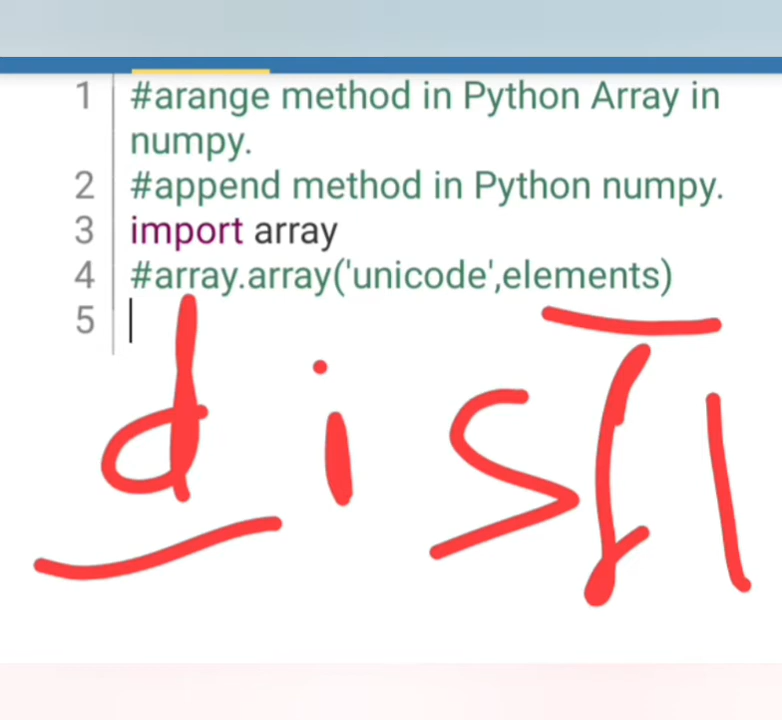 1 #arange method in Python Array in
numpy.
2 #append method in Python numpy.
3 import array
4 #array.array('unicode',elements)
5
d i s